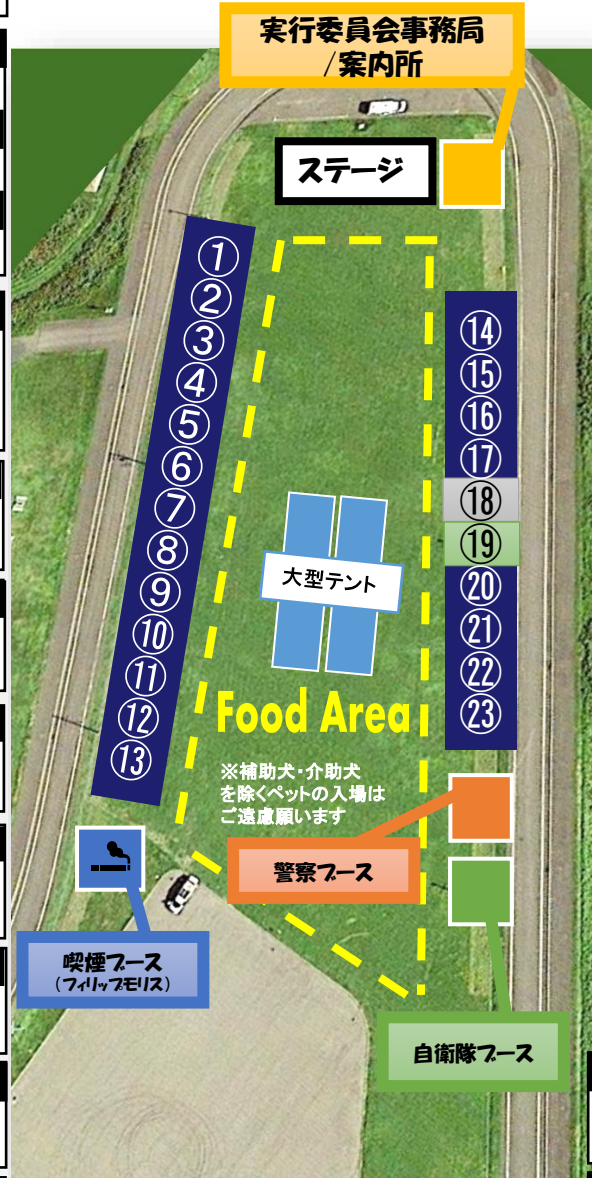 実行委員会事務局
/案内所
ステージ
①
②
③
④
⑤
⑥
⑦
⑧
⑨
⑩
⑪
⑫
⑬
⑭
⑮
⑯
⑰
⑱
⑲
⑳
㉑
㉒
㉓
大型テント
Food Area
※補助犬・介助犬
を除くペットの入場は
ご遠慮願います
警察ブース
喫煙ブース
(フィリップモリス)
自衛隊ブース